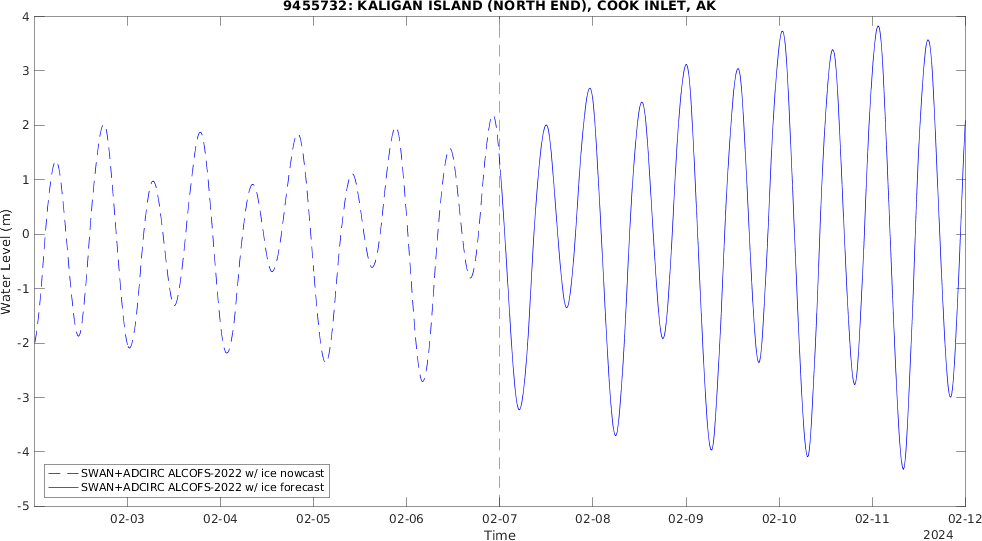 9455732: KALIGAN ISLAND (NORTH END), COOK INLET, AK
4
3
2
1
0
-1
-2
-3
-4
-5
Water Level (m)
SWAN+ADCIRC ALCOFS-2022 w/ ice nowcast
SWAN+ADCIRC ALCOFS-2022 w/ ice forecast
02-03 02-04 02-05 02-06 02-07 02-08 02-09 02-10 02-11 02-12
Time
2024